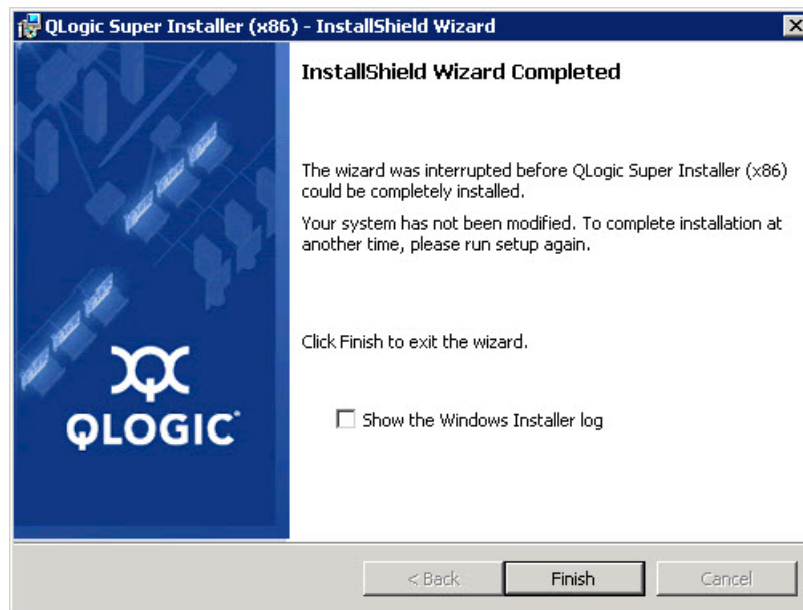 QLogic Super Installer (x86) - InstallShield Wizard
InstallShield Wizard Completed
The wizard was interrupted before QLogic Super Installer (x86)
could be completely installed.
Your system has not been modified. To complete installation at
another time, please run setup again.
Click Finish to exit the wizard.
QLOGIC
Show the Windows Installer log
< Back
Finish
Cancel